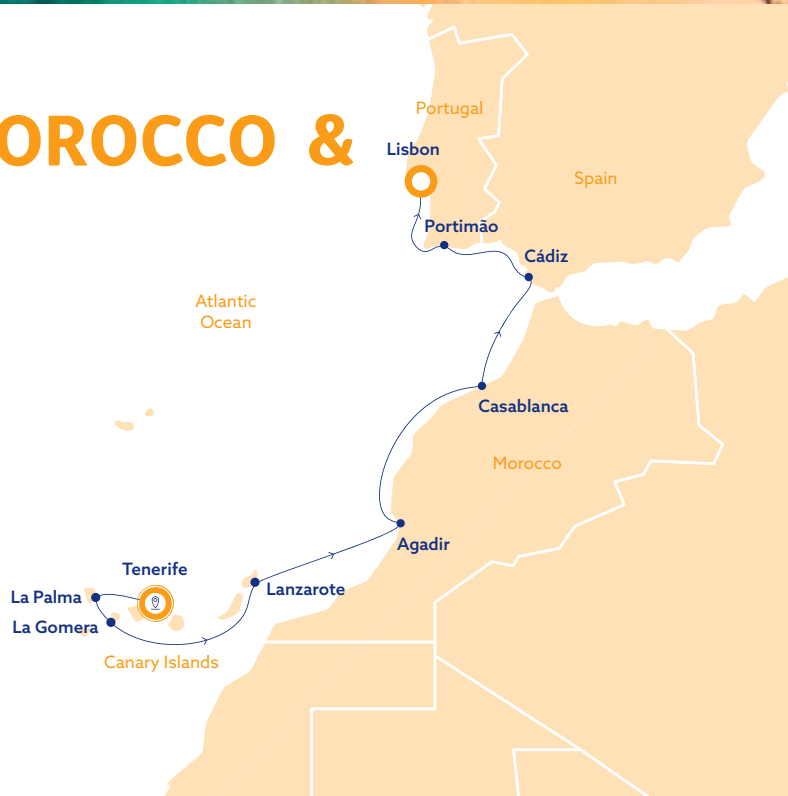 OROCCO &
Portugal
Lisbon
Spain
Portimão
Cádiz
Atlantic
Ocean
Casablanca
Morocco
Agadir
Tenerife
Lanzarote
La Palma
La Gomera
Canary Islands